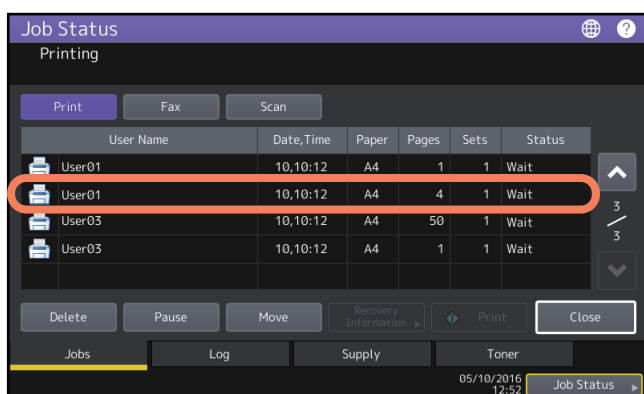 Job Status ?
Printing
Print Fax Scan
User Name Date,Time Paper Pages Sets Status
User01 10,10:12 A4 1 1 Wait
User01 10,10:12 A4 4 1 Wait
User03 10,10:12 A4 50 1 Wait
User03 10,10:12 A4 1 1 Wait
3
3
Delete Pause Move Recovery Information Print Close
Jobs Log Supply Toner
05/10/2016
12:52 Job Status